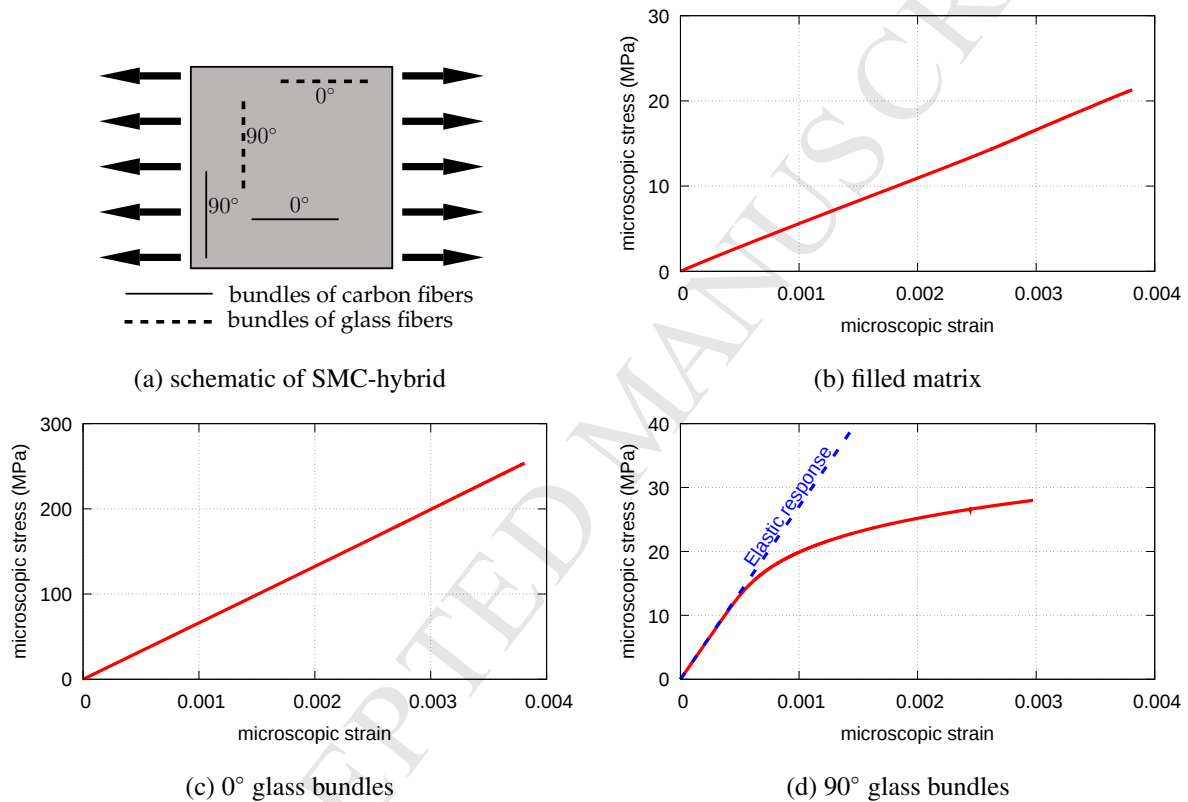 0°
90°
90°
0°
bundles of carbon fibers
bundles of glass fibers
(a) schematic of SMC-hybrid
microscopic stress (MPa)
30
20
10
0
0 0.001 0.002 0.003 0.004
microscopic strain
(b) filled matrix
microscopic stress (MPa)
300
200
100
0
0 0.001 0.002 0.003 0.004
microscopic strain
(c) 0° glass bundles
microscopic stress (MPa)
40
30
20
10
0
Elastic response
0 0.001 0.002 0.003 0.004
microscopic strain
(d) 90° glass bundles
EPTED MANUSCR